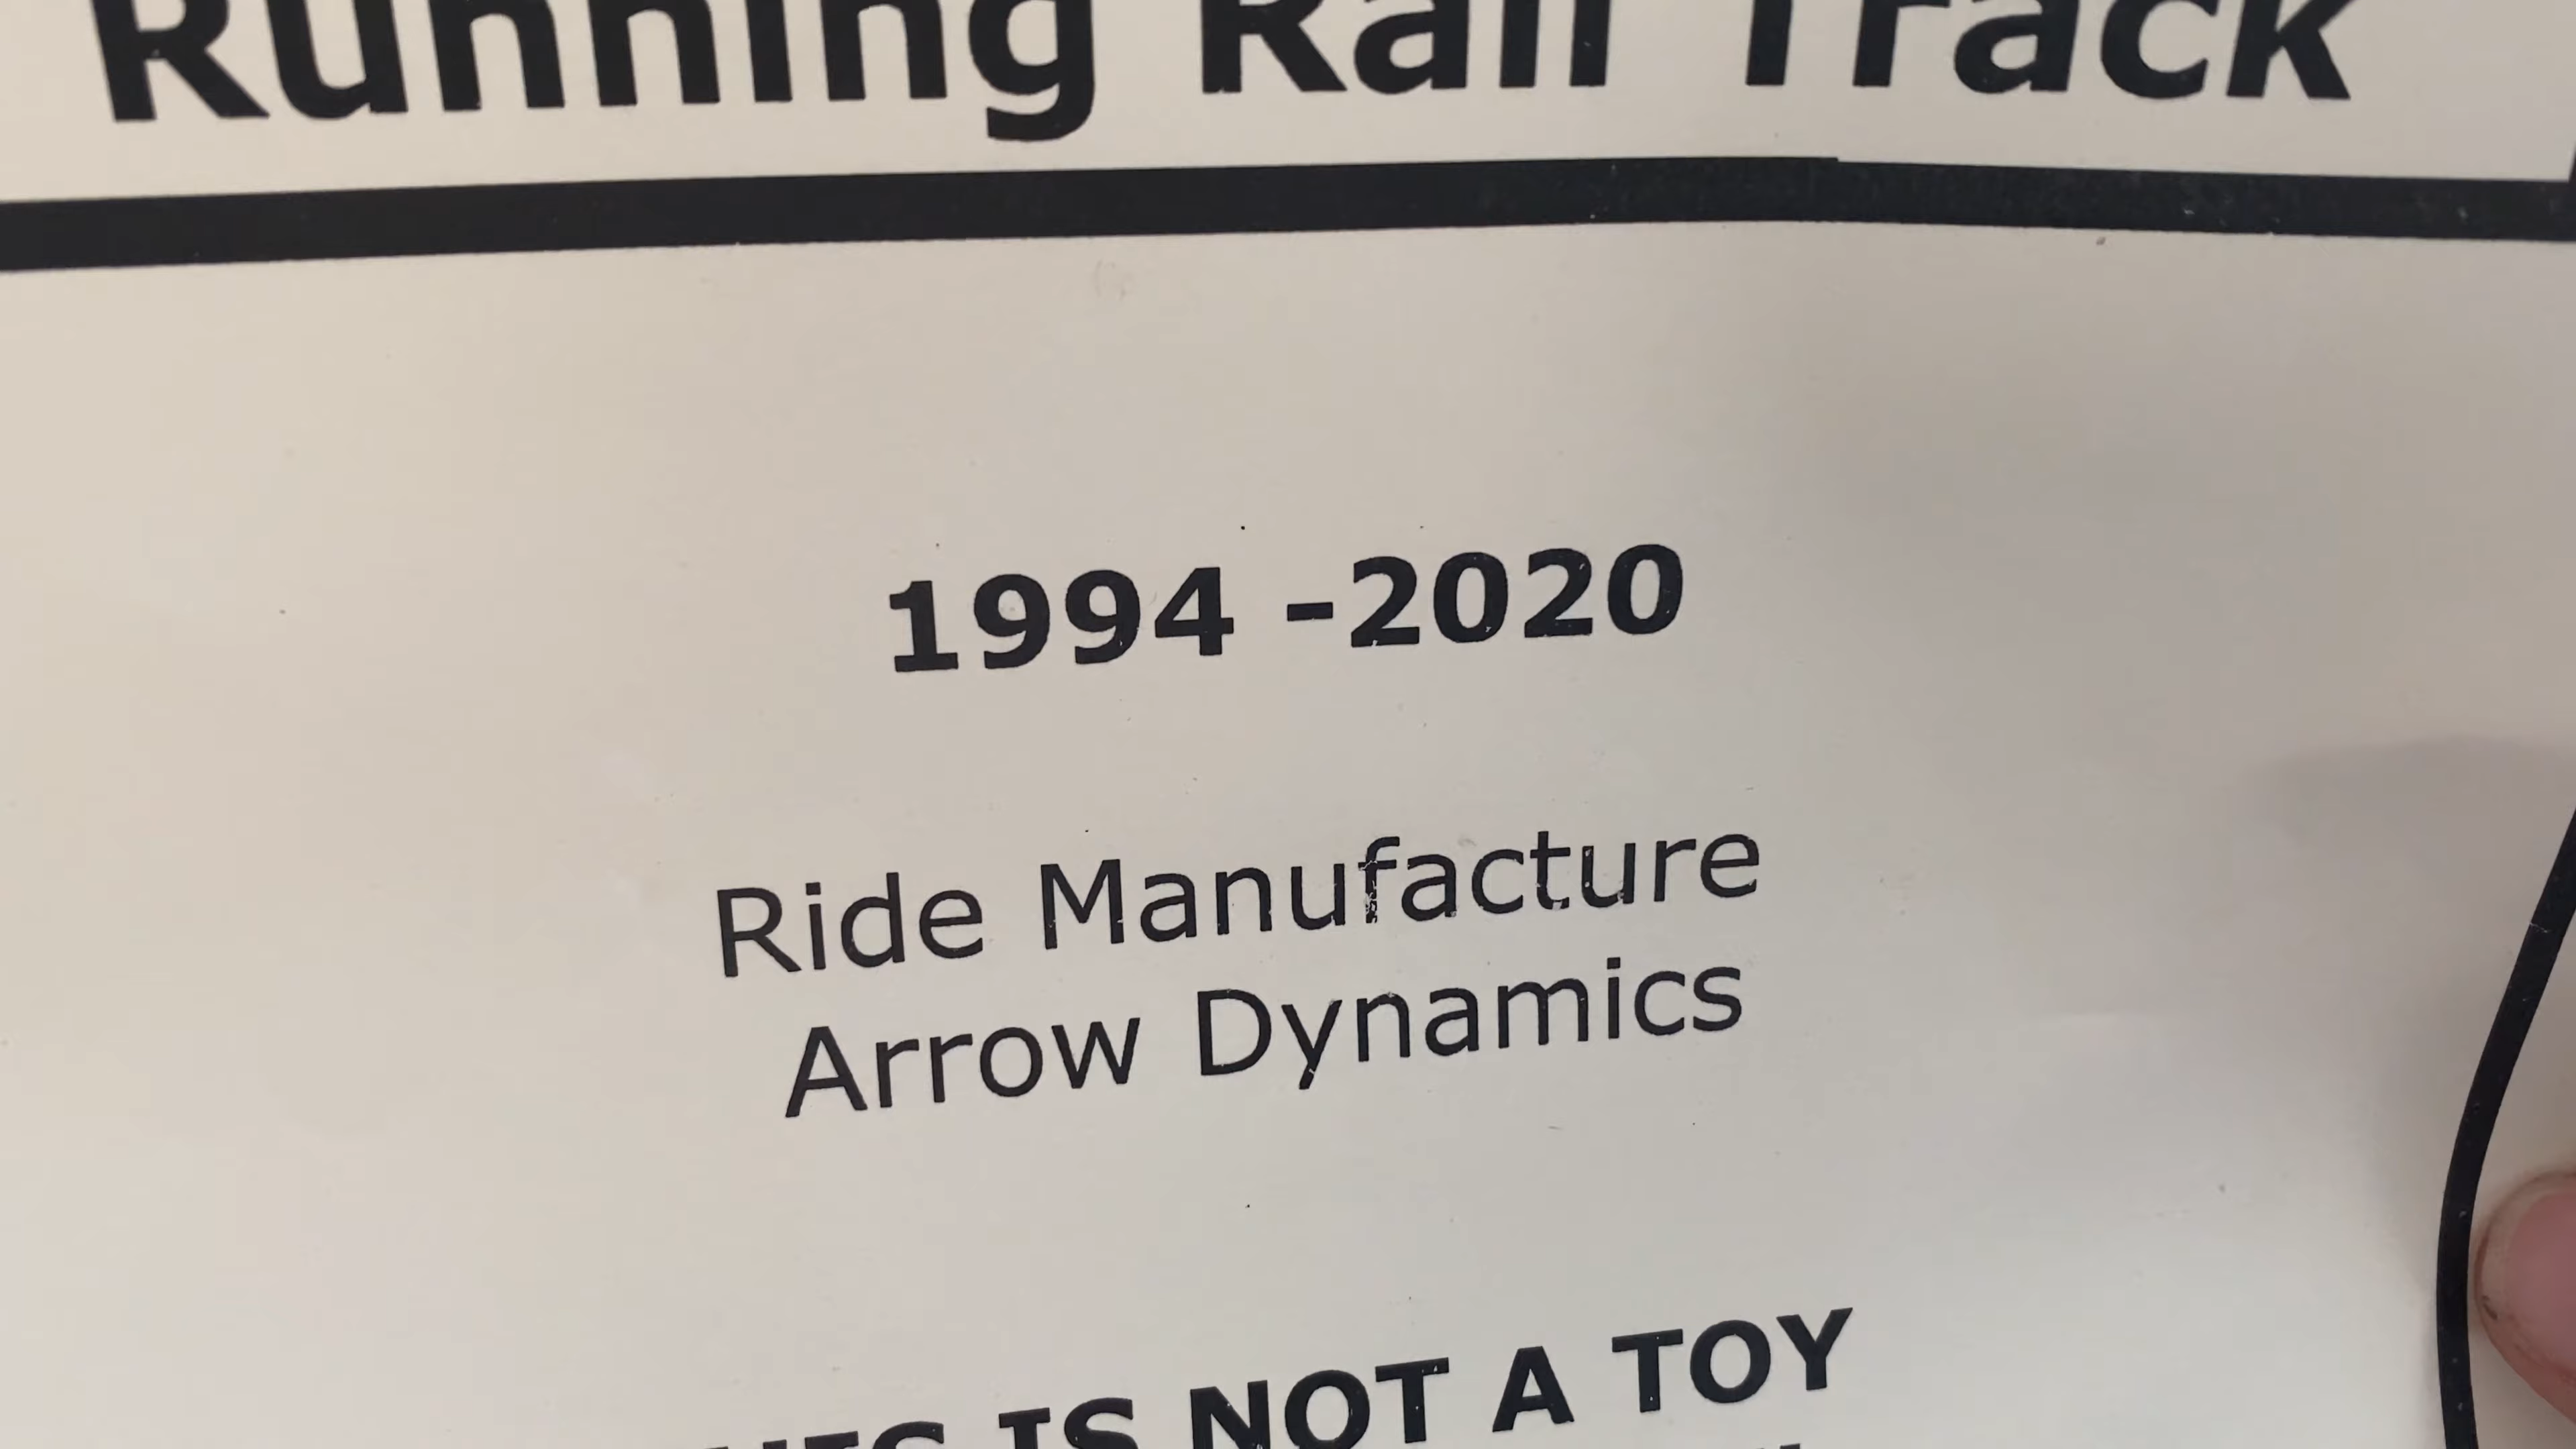 Running Rail Track
1994 -2020
Ride Manufacture
Arrow Dynamics
IS NOT A TOY